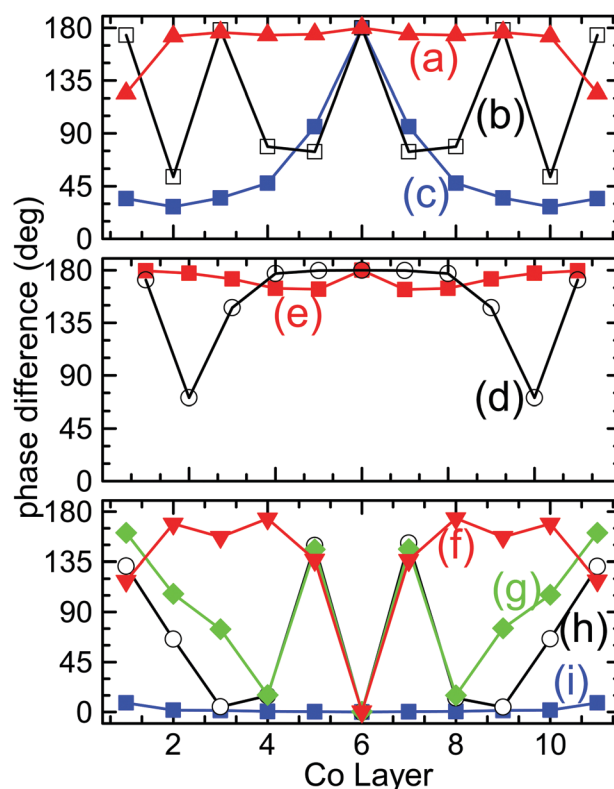 180
135
90
45
0
(a)
(b)
(c)
180
135
90
45
0
(e)
(d)
phase difference (deg)
180
135
90
45
0
(f)
(g)
(h)
(i)
2 4 6 8 10
Co Layer